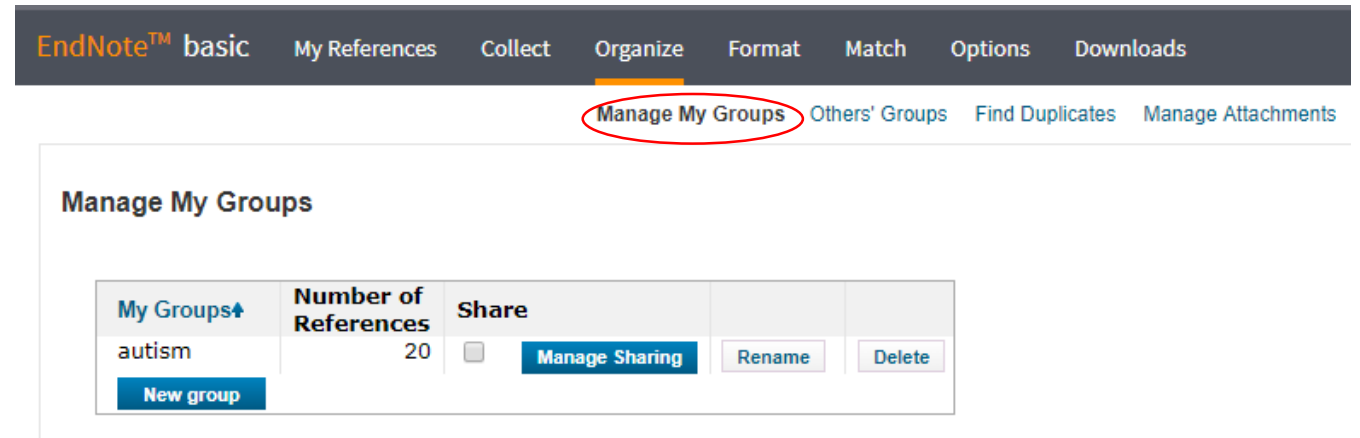 EndNote™ basic My References Collect Organize Format Match Options Downloads
Manage My Groups Others' Groups Find Duplicates Manage Attachments
Manage My Groups
My Groups Number of References Share
autism 20 Manage Sharing Rename Delete
New group